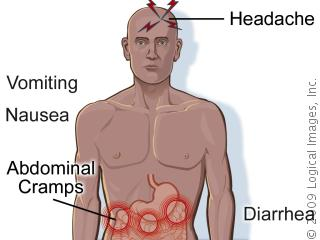 Headache
Vomiting
Nausea
Abdominal
Cramps
Diarrhea
© 2009 Logical Images, Inc.